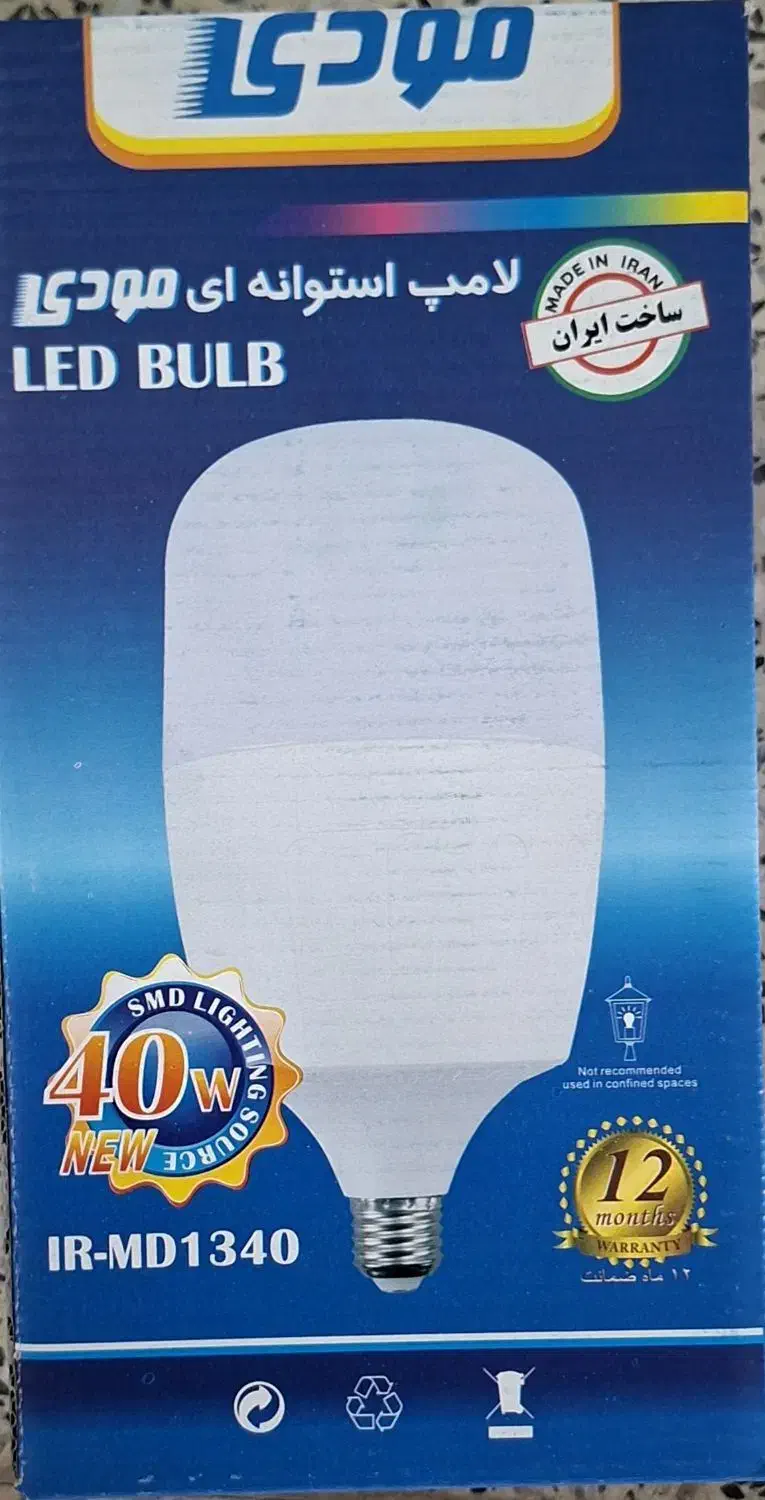 مودی
لامپ استوانه ای مودی
LED BULB
MADE IN IRAN
ساخت ایران
SMD LIGHTING SOURCE
40W
NEW
IR-MD1340
Not recommended
used in confined spaces
12
months
WARRANTY
۱۲ ماه ضمانت